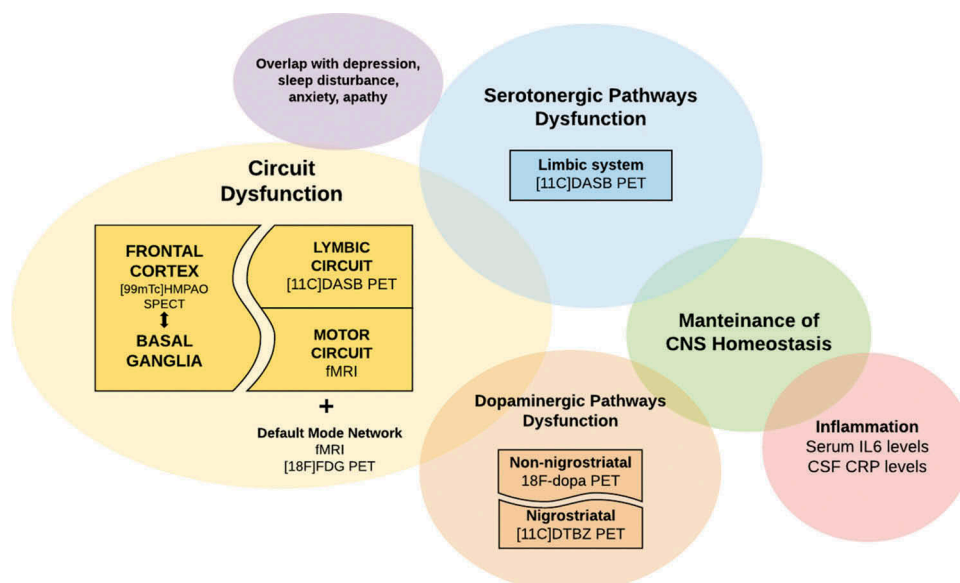 Overlap with depression,
sleep disturbance,
anxiety, apathy
Serotonergic Pathways
Dysfunction
Limbic system
[11C]DASB PET
Circuit
Dysfunction
FRONTAL
CORTEX
[99mTc]HMPAO
SPECT
BASAL
GANGLIA
LYMBIC
CIRCUIT
[11C]DASB PET
MOTOR
CIRCUIT
fMRI
+
Default Mode Network
fMRI
[18F]FDG PET
Manteinance of
CNS Homeostasis
Dopaminergic Pathways
Dysfunction
Non-nigrostriatal
18F-dopa PET
Nigrostriatal
[11C]DTBZ PET
Inflammation
Serum IL6 levels
CSF CRP levels